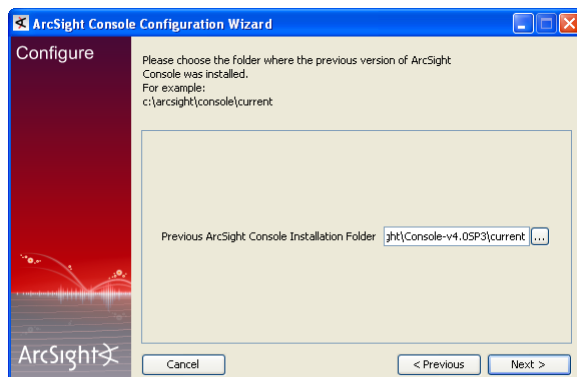 ArcSight Console Configuration Wizard
Configure
Please choose the folder where the previous version of ArcSight
Console was installed.
For example:
c:\arcsight\console\current
Previous ArcSight Console Installation Folder ght\Console-v4.0SP3\current ...
ArcSight
Cancel < Previous Next >